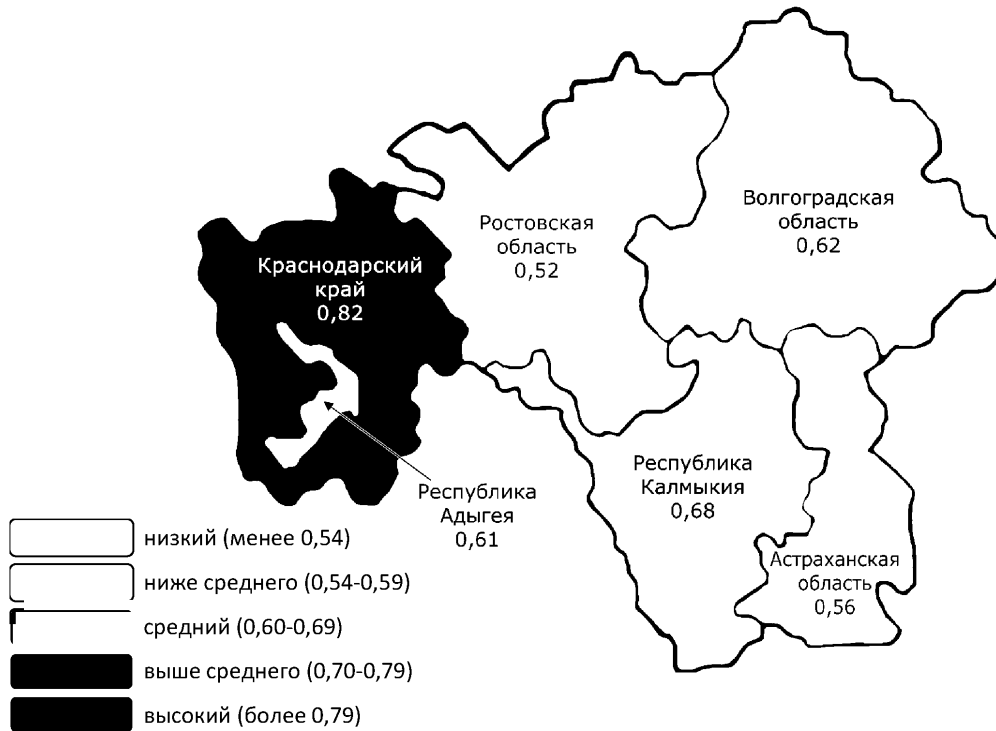 Волгоградская
область
0,62
Ростовская
область
0,52
Краснодарский
край
0,82
Республика
Калмыкия
0,68
Республика
Адыгея
0,61
Астраханская
область
0,56
низкий (менее 0,54)
ниже среднего (0,54-0,59)
средний (0,60-0,69)
выше среднего (0,70-0,79)
высокий (более 0,79)